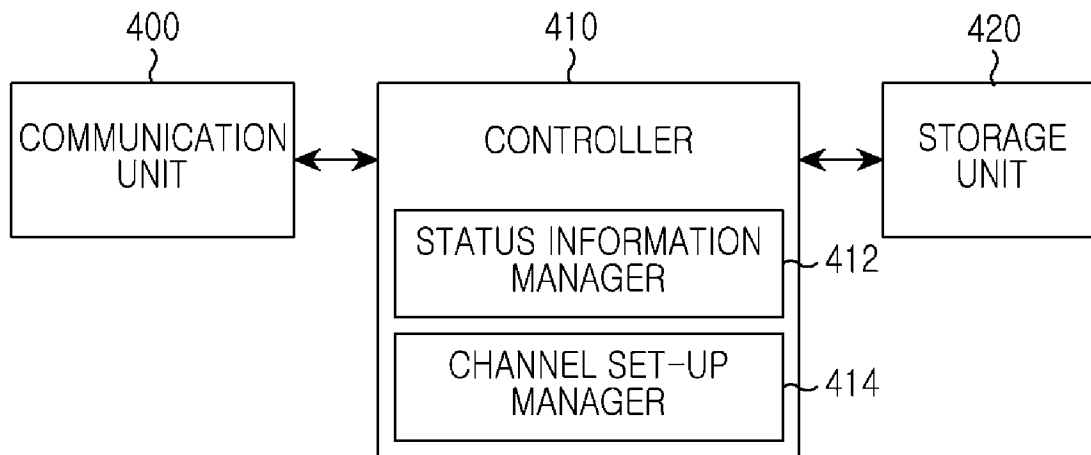 400
410
420
COMMUNICATION
UNIT
CONTROLLER
STORAGE
UNIT
STATUS INFORMATION
MANAGER
412
CHANNEL SET-UP
MANAGER
414